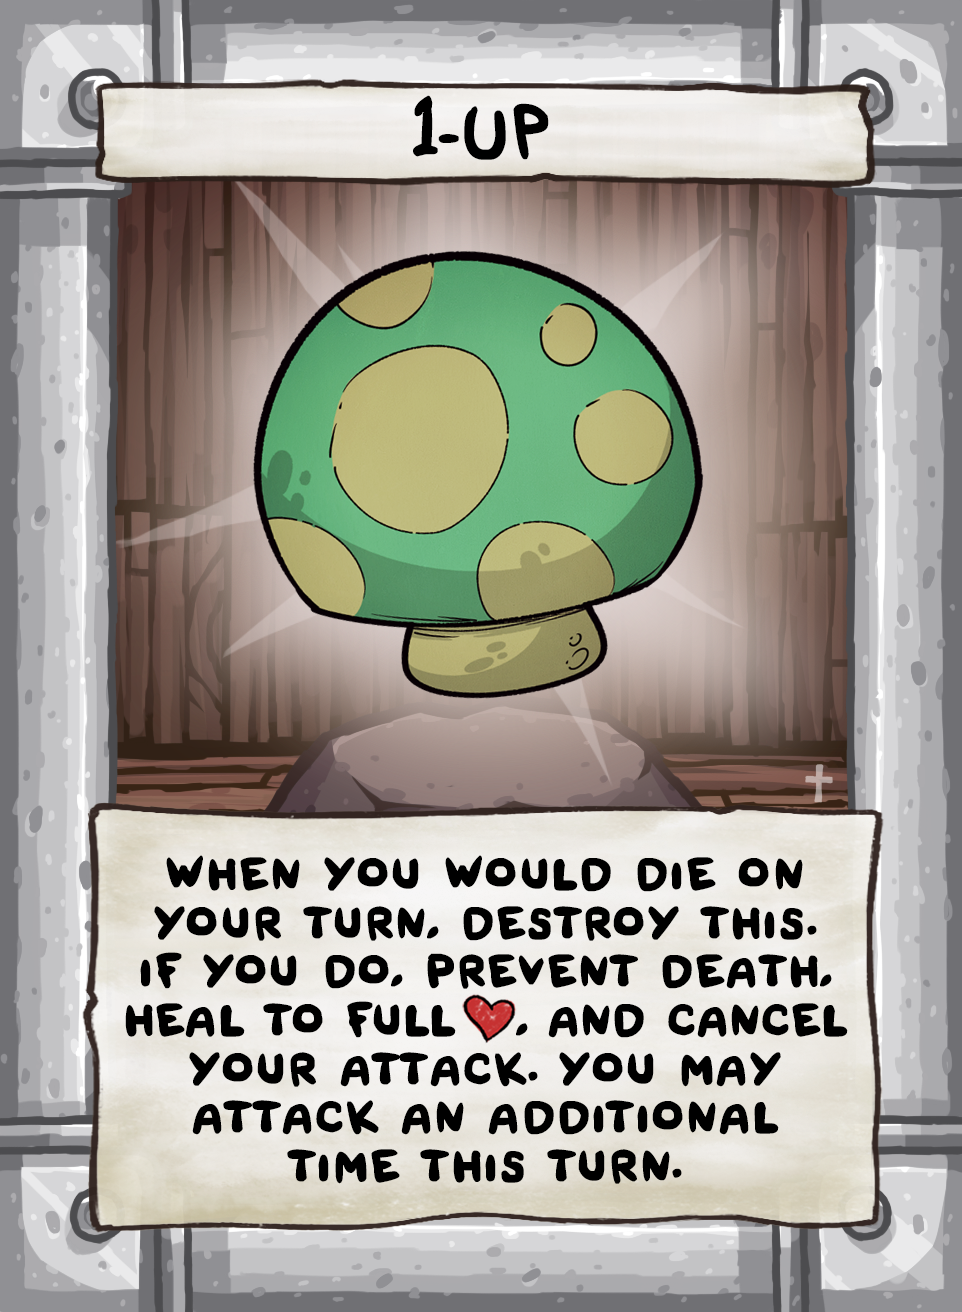 1-UP
WHEN YOU WOULD DIE ON
YOUR TURN, DESTROY THIS.
IF YOU DO, PREVENT DEATH,
HEAL TO FULL ❤, AND CANCEL
YOUR ATTACK. YOU MAY
ATTACK AN ADDITIONAL
TIME THIS TURN.